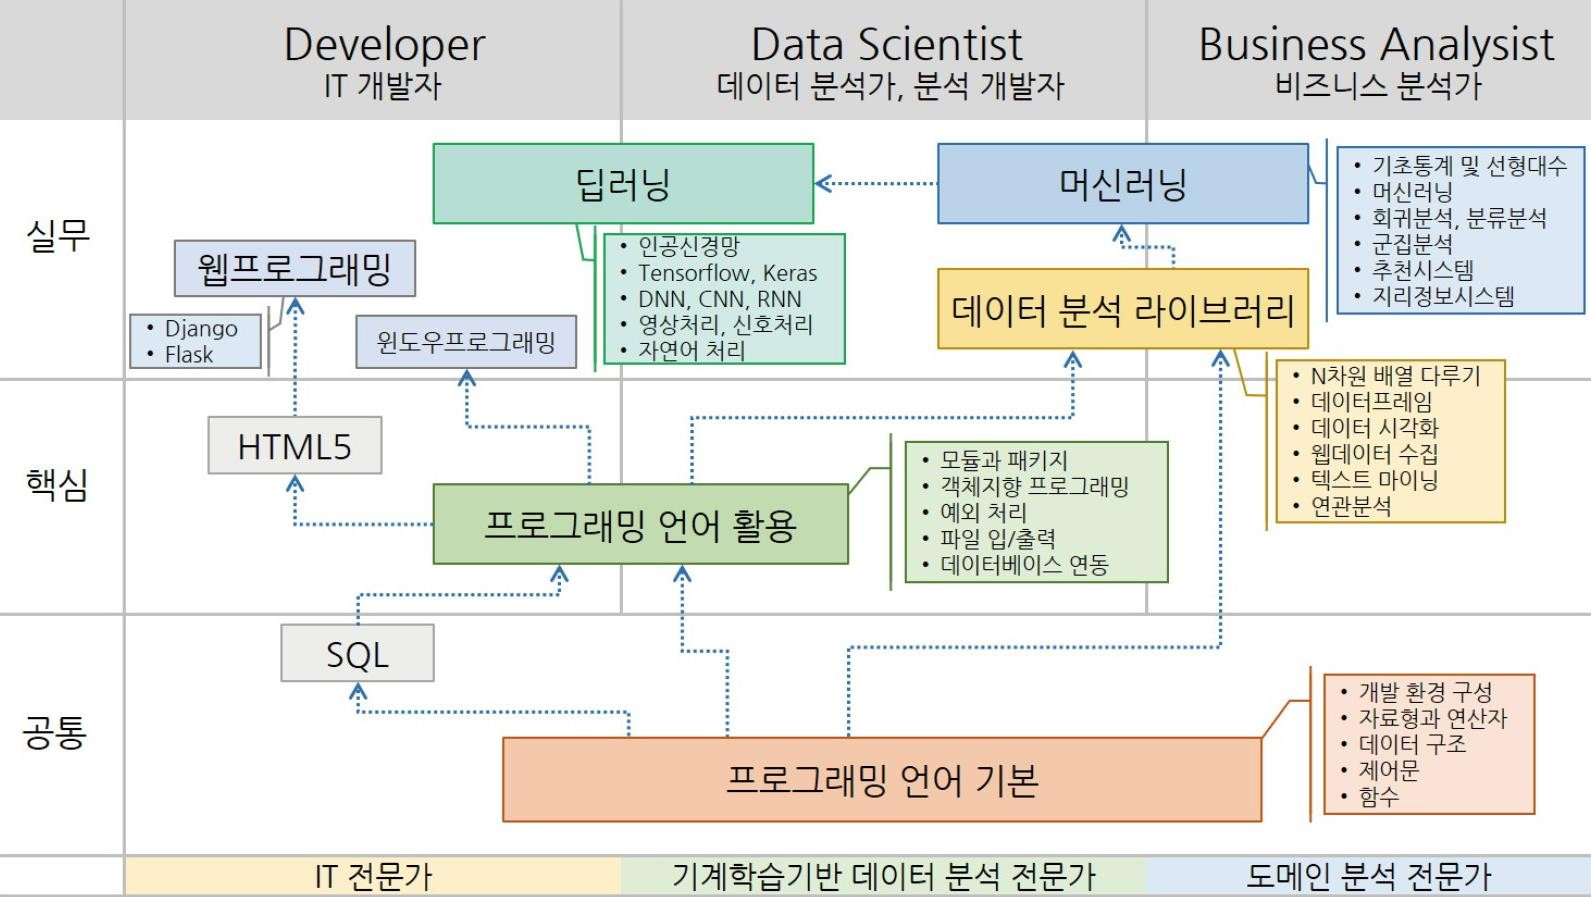 Developer
IT 개발자
Data Scientist
데이터 분석가, 분석 개발자
Business Analysist
비즈니스 분석가
실무
딥러닝
머신러닝
• 기초통계 및 선형대수
• 머신러닝
• 회귀분석, 분류분석
• 군집분석
• 추천시스템
• 지리정보시스템
웹프로그래밍
• Django
• Flask
윈도우프로그래밍
• 인공신경망
• Tensorflow, Keras
• DNN, CNN, RNN
• 영상처리, 신호처리
• 자연어 처리
데이터 분석 라이브러리
• N차원 배열 다루기
• 데이터프레임
• 데이터 시각화
• 웹데이터 수집
• 텍스트 마이닝
• 연관분석
핵심
HTML5
프로그래밍 언어 활용
• 모듈과 패키지
• 객체지향 프로그래밍
• 예외 처리
• 파일 입/출력
• 데이터베이스 연동
공통
SQL
프로그래밍 언어 기본
• 개발 환경 구성
• 자료형과 연산자
• 데이터 구조
• 제어문
• 함수
IT 전문가
기계학습기반 데이터 분석 전문가
도메인 분석 전문가